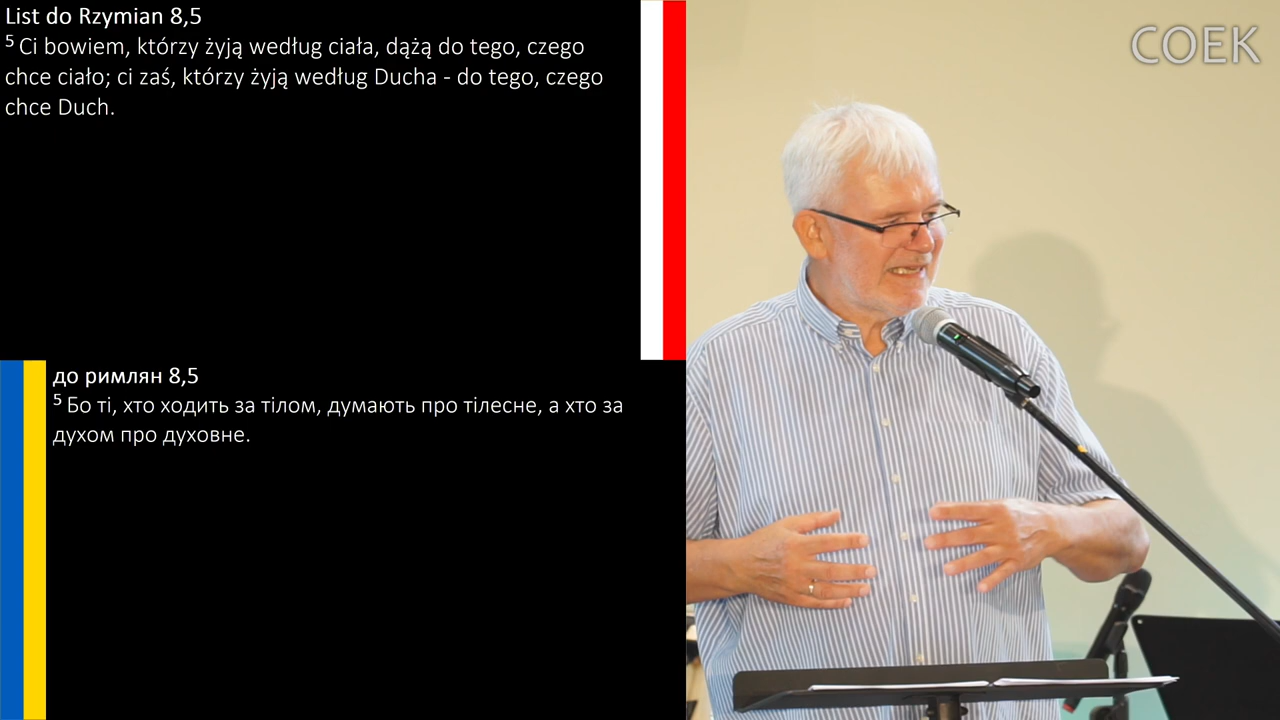 List do Rzymian 8,5
5 Ci bowiem, którzy żyją według ciała, dążą do tego, czego
chce ciało; ci zaś, którzy żyją według Ducha - do tego, czego
chce Duch.
COEK
до римлян 8,5
5 Бо ті, хто ходить за тілом, думають про тілесне, а хто за
духом про духовне.